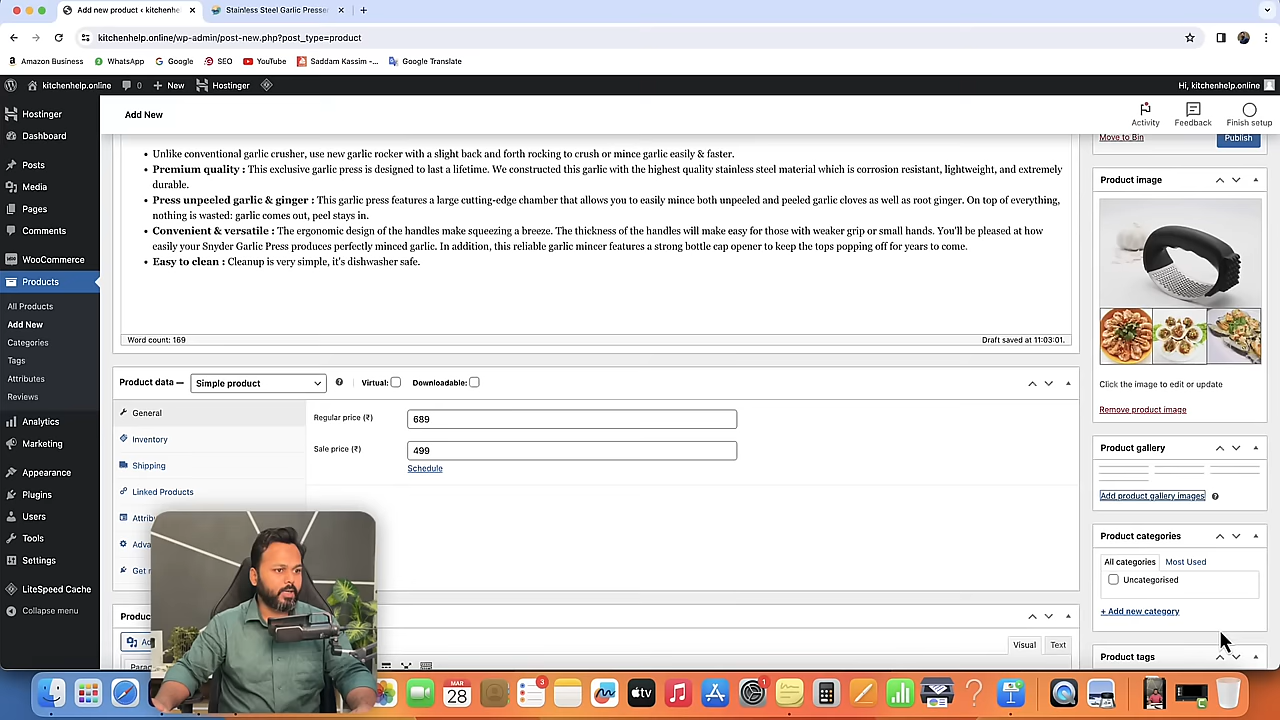 Add new product ‹ kitchenhe
Stainless Steel Garlic Presser
kitchenhelp.online/wp-admin/post-new.php?post_type=product
Amazon Business
WhatsApp
Google
SEO
YouTube
Saddam Kassim -...
Google Translate
kitchenhelp.online
0
New
Hostinger
Hi, kitchenhelp.online
Hostinger
Dashboard
Posts
Media
Pages
Comments
WooCommerce
Products
All Products
Add New
Categories
Tags
Attributes
Reviews
Analytics
Marketing
Appearance
Plugins
Users
Tools
Settings
LiteSpeed Cache
Collapse menu
Add New
Activity
Feedback
Finish setup
Unlike conventional garlic crusher, use new garlic rocker with a slight back and forth rocking to crush or mince garlic easily & faster.
Premium quality : This exclusive garlic press is designed to last a lifetime. We constructed this garlic with the highest quality stainless steel material which is corrosion resistant, lightweight, and extremely
durable.
Press unpeeled garlic & ginger : This garlic press features a large cutting-edge chamber that allows you to easily mince both unpeeled and peeled garlic cloves as well as root ginger. On top of everything,
nothing is wasted: garlic comes out, peel stays in.
Convenient & versatile : The ergonomic design of the handles make squeezing a breeze. The thickness of the handles will make easy for those with weaker grip or small hands. You'll be pleased at how
easily your Snyder Garlic Press produces perfectly minced garlic. In addition, this reliable garlic mincer features a strong bottle cap opener to keep the tops popping off for years to come.
Easy to clean : Cleanup is very simple, it's dishwasher safe.
Word count: 169
Draft saved at 11:03:01.
Product data —
Simple product
Virtual:
Downloadable:
General
Inventory
Shipping
Linked Products
Attribu
Adva
Get m
Regular price (₹)
689
Sale price (₹)
499
Schedule
Produc
Ad
Parag
Visual
Text
Move to Bin
Publish
Product image
Click the image to edit or update
Remove product image
Product gallery
Add product gallery images
Product categories
All categories
Most Used
Uncategorised
+ Add new category
Product tags
MAR
28
3
tv
1